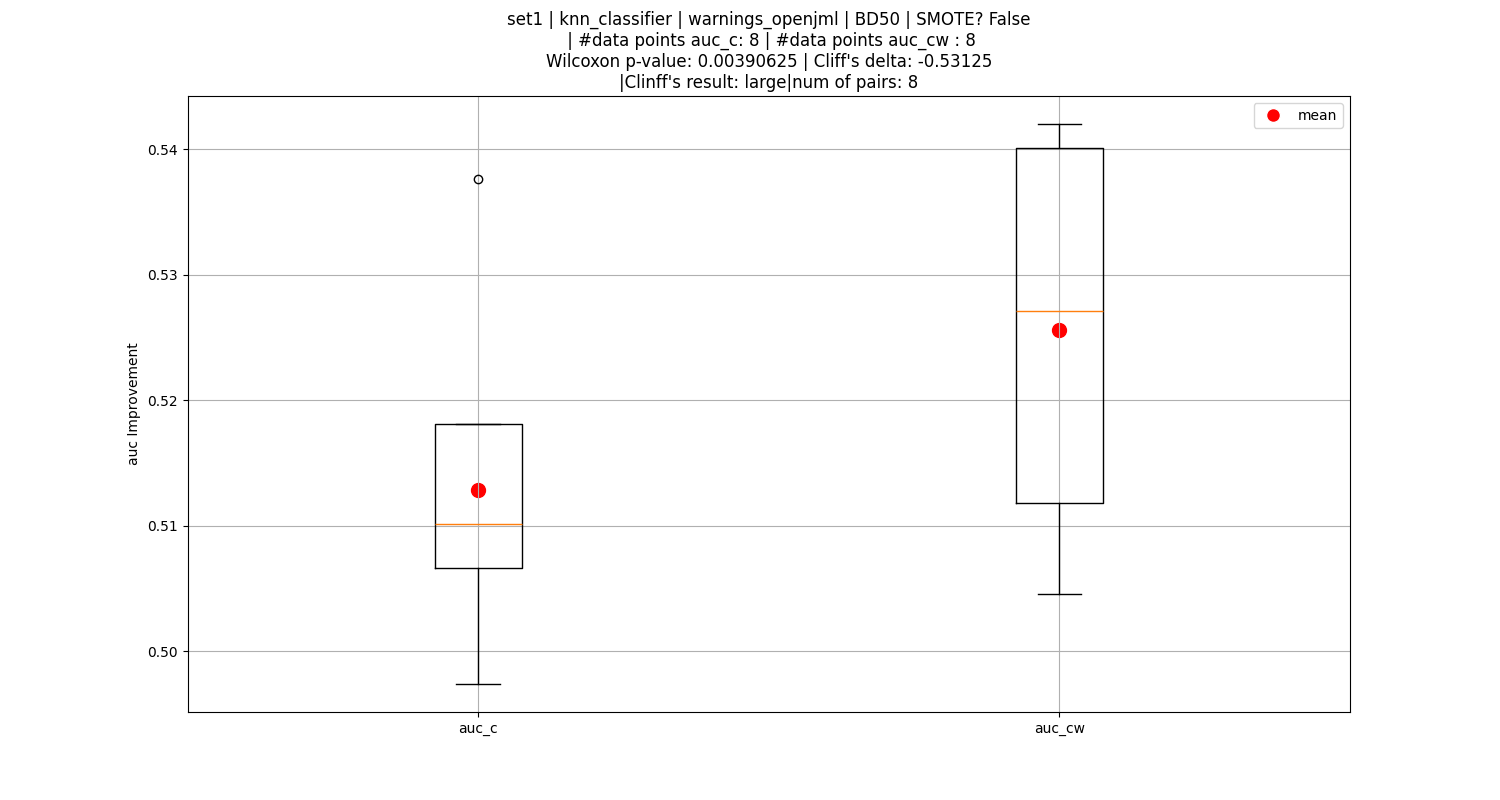 set1 | knn_classifier | warnings_openjml | BD50 | SMOTE? False
| #data points auc_c: 8 | #data points auc_cw : 8
Wilcoxon p-value: 0.00390625 | Cliff's delta: -0.53125
|Clinff's result: large|num of pairs: 8
mean
0.54
0.53
0.52
0.51
0.50
auc Improvement
auc_c
auc_cw